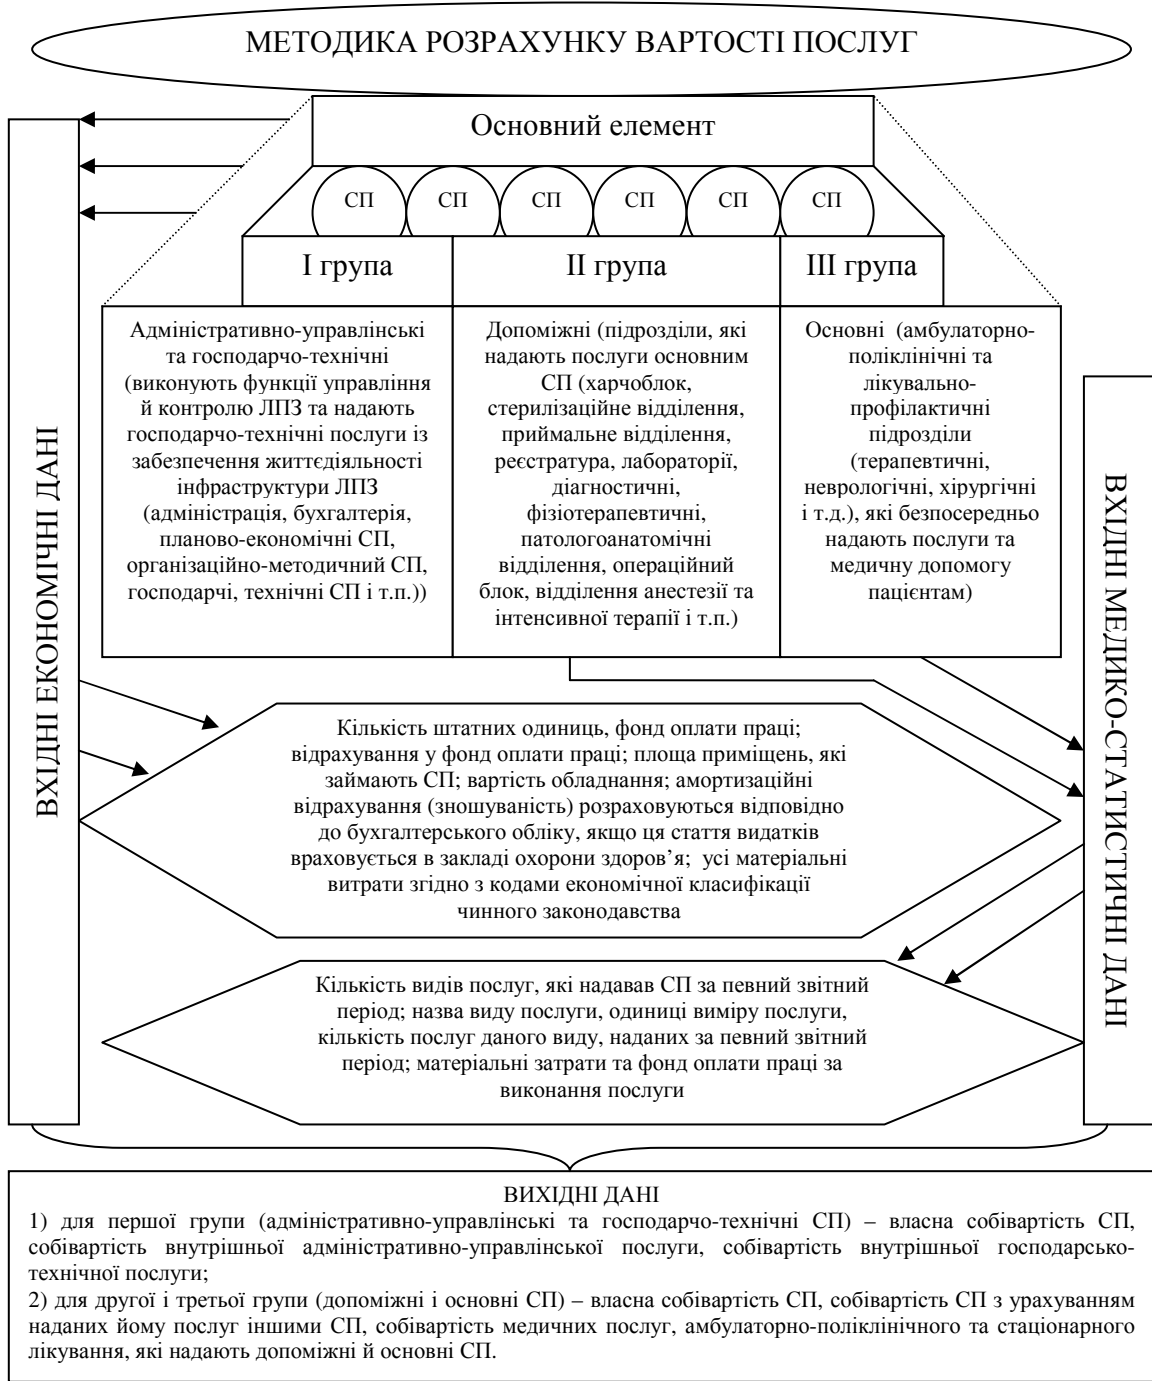 МЕТОДИКА РОЗРАХУНКУ ВАРТОСТІ ПОСЛУГ
Основний елемент
СП СП СП СП СП СП
І група
ІІ група
ІІІ група
Адміністративно-управлінські
та господарчо-технічні
(виконують функції управління
й контролю ЛПЗ та надають
господарчо-технічні послуги із
забезпечення життєдіяльності
інфраструктури ЛПЗ
(адміністрація, бухгалтерія,
планово-економічні СП,
організаційно-методичний СП,
господарчі, технічні СП і т.п.))
Допоміжні (підрозділи, які
надають послуги основним
СП (харчоблок,
стерилізаційне відділення,
приймальне відділення,
реєстратура, лабораторії,
діагностичні,
фізіотерапевтичні,
патологоанатомічні
відділення, операційний
блок, відділення анестезії та
інтенсивної терапії і т.п.)
Основні (амбулаторно-
поліклінічні та
лікувально-
профілактичні
підрозділи
(терапевтичні,
неврологічні, хірургічні
і т.д.), які безпосередньо
надають послуги та
медичну допомогу
пацієнтам)
ВХІДНІ ЕКОНОМІЧНІ ДАНІ
ВХІДНІ МЕДИКО-СТАТИСТИЧНІ ДАНІ
Кількість штатних одиниць, фонд оплати праці;
відрахування у фонд оплати праці; площа приміщень, які
займають СП; вартість обладнання; амортизаційні
відрахування (зношуваність) розраховуються відповідно
до бухгалтерського обліку, якщо ця стаття видатків
враховується в закладі охорони здоров’я; усі матеріальні
витрати згідно з кодами економічної класифікації
чинного законодавства
Кількість видів послуг, які надавав СП за певний звітний
період; назва виду послуги, одиниці виміру послуги,
кількість послуг даного виду, наданих за певний звітний
період; матеріальні затрати та фонд оплати праці за
виконання послуги
ВИХІДНІ ДАНІ
1) для першої групи (адміністративно-управлінські та господарчо-технічні СП) – власна собівартість СП,
собівартість внутрішньої адміністративно-управлінської послуги, собівартість внутрішньої господарсько-
технічної послуги;
2) для другої і третьої групи (допоміжні і основні СП) – власна собівартість СП, собівартість СП з урахуванням
наданих йому послуг іншими СП, собівартість медичних послуг, амбулаторно-поліклінічного та стаціонарного
лікування, які надають допоміжні й основні СП.